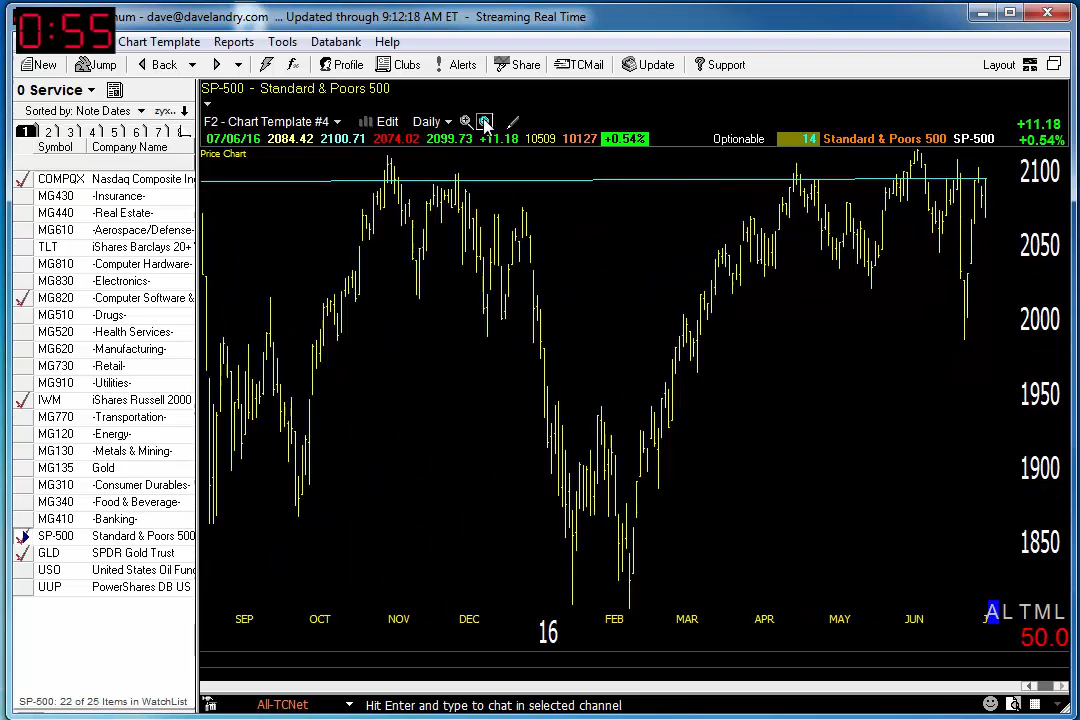 0:55
num - dave@davelandry.com ... Updated through 9:12:18 AM ET - Streaming Real Time
Chart Template Reports Tools Database Help
New Jump Back Profile Clubs Alerts Share TCMail Update Support Layout
0 Service
Sorted by: Note Dates zyx..
1 2 3 4 5 6 7
Symbol Company Name
COMPQX Nasdaq Composite In
MG430 -Insurance-
MG440 -Real Estate-
MG610 -Aerospace/Defense-
TLT iShares Barclays 20+
MG810 -Computer Hardware-
MG830 -Electronics-
MG820 -Computer Software &
MG510 -Drugs-
MG520 -Health Services-
MG620 -Manufacturing-
MG730 -Retail-
MG910 -Utilities-
IWM iShares Russell 2000
MG770 -Transportation-
MG120 -Energy-
MG130 -Metals & Mining-
MG135 Gold
MG310 -Consumer Durables-
MG340 -Food & Beverage-
MG410 -Banking-
SP-500 Standard & Poors 500
GLD SPDR Gold Trust
USO United States Oil Fun
UUP PowerShares DB US
SP-500: 22 of 25 Items in WatchList
SP-500 - Standard & Poors 500
F2 - Chart Template #4 Edit Daily
07/06/16 2084.42 2100.71 2074.02 2099.73 +11.18 10509 10127 +0.54% Optionable 14 Standard & Poors 500 SP-500
+11.18
+0.54%
Price Chart
2100
2050
2000
1950
1900
1850
SEP OCT NOV DEC 16 FEB MAR APR MAY JUN
A L T M L
50.0
All-TCNet Hit Enter and type to chat in selected channel